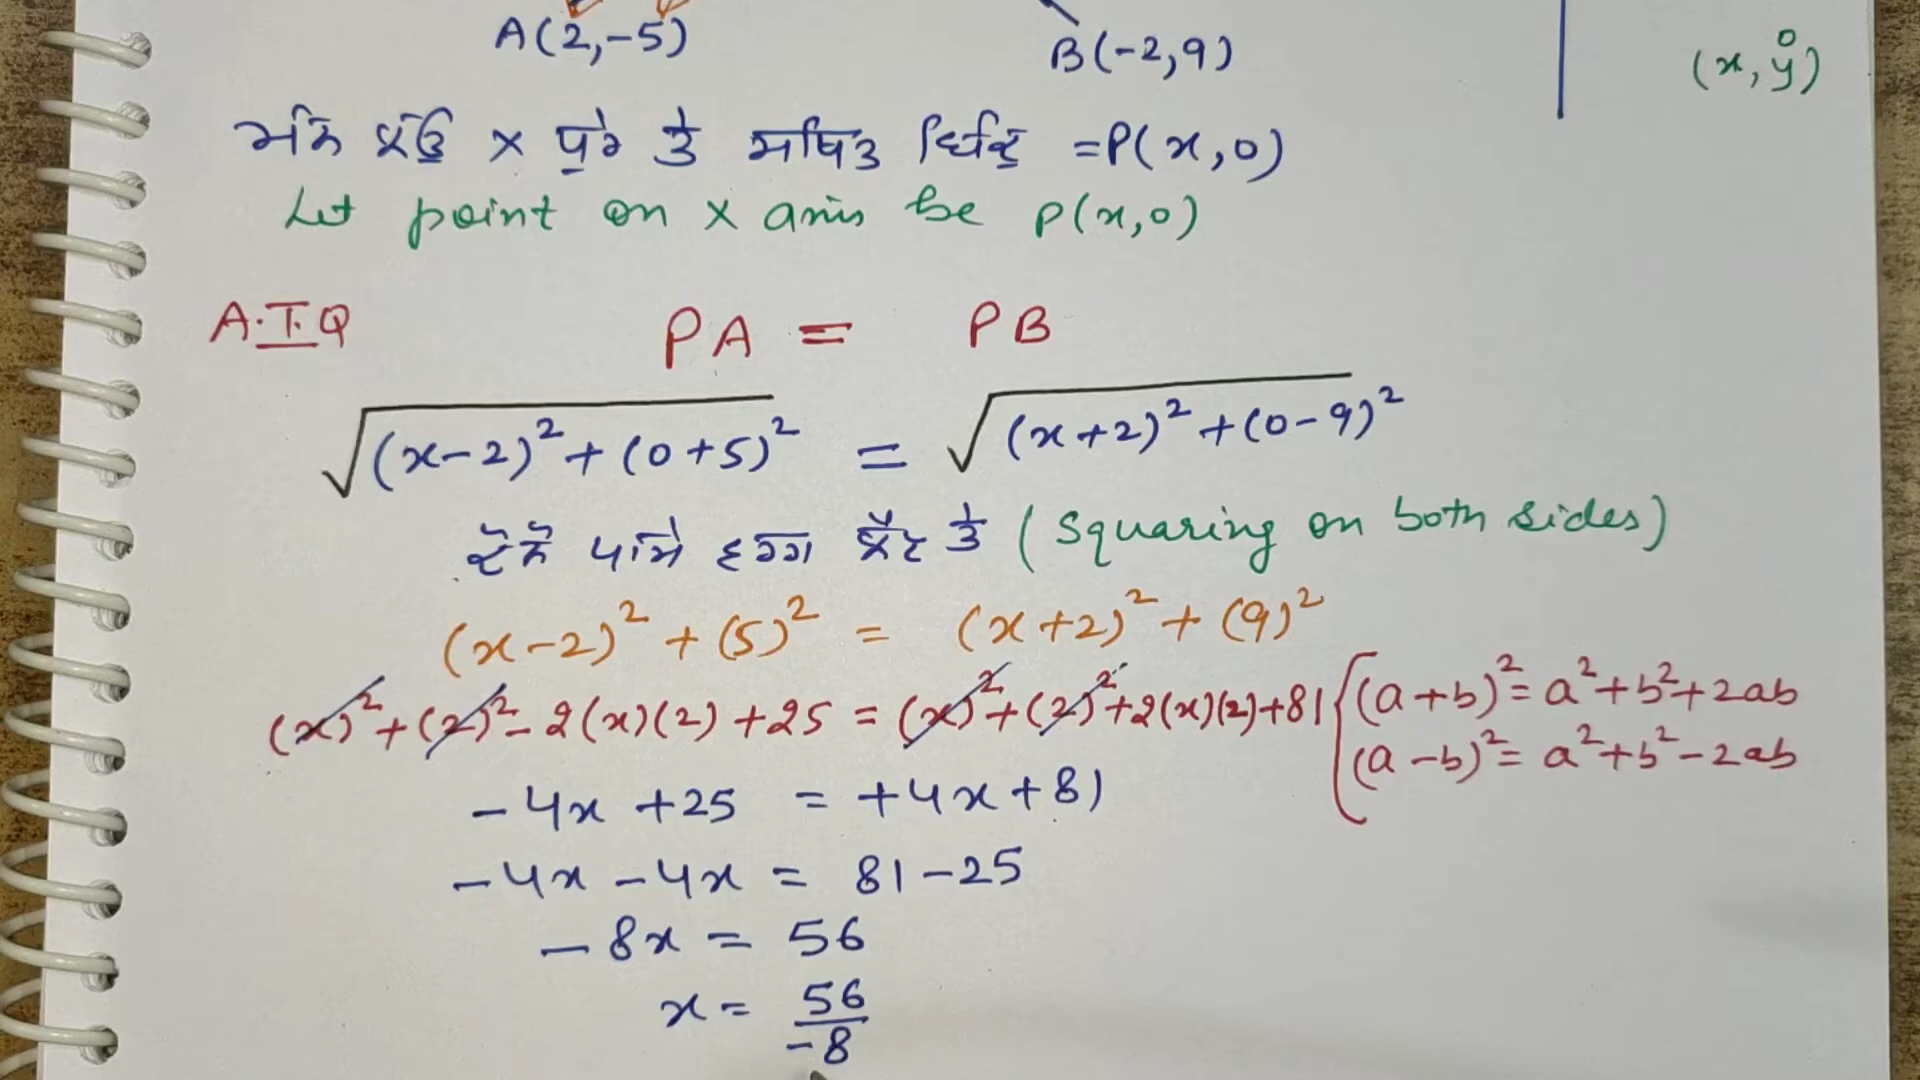 A(2,-5) B(-2,9)
(x, y) 0
ਮੰਨ ਲਉ x ਧੁਰੇ ਤੇ ਸਥਿਤ ਬਿੰਦੂ =P(x,0)
Let point on X axis be P(x,0)
A.T.Q PA = PB
√((x-2)²+(0+5)²) = √((x+2)²+(0-9)²)
ਦੋਨੋ ਪਾਸੇ ਵਰਗ ਤੇ (Squaring on both sides)
(x-2)² + (5)² = (x+2)² + (9)²
(x)²+(2)²-2(x)(2)+25 = (x)²+(2)²+2(x)(2)+81
(a+b)²= a²+b²+2ab
(a-b)²= a²+b²-2ab
-4x +25 = +4x+81
-4x -4x = 81-25
-8x = 56
x = 56/-8